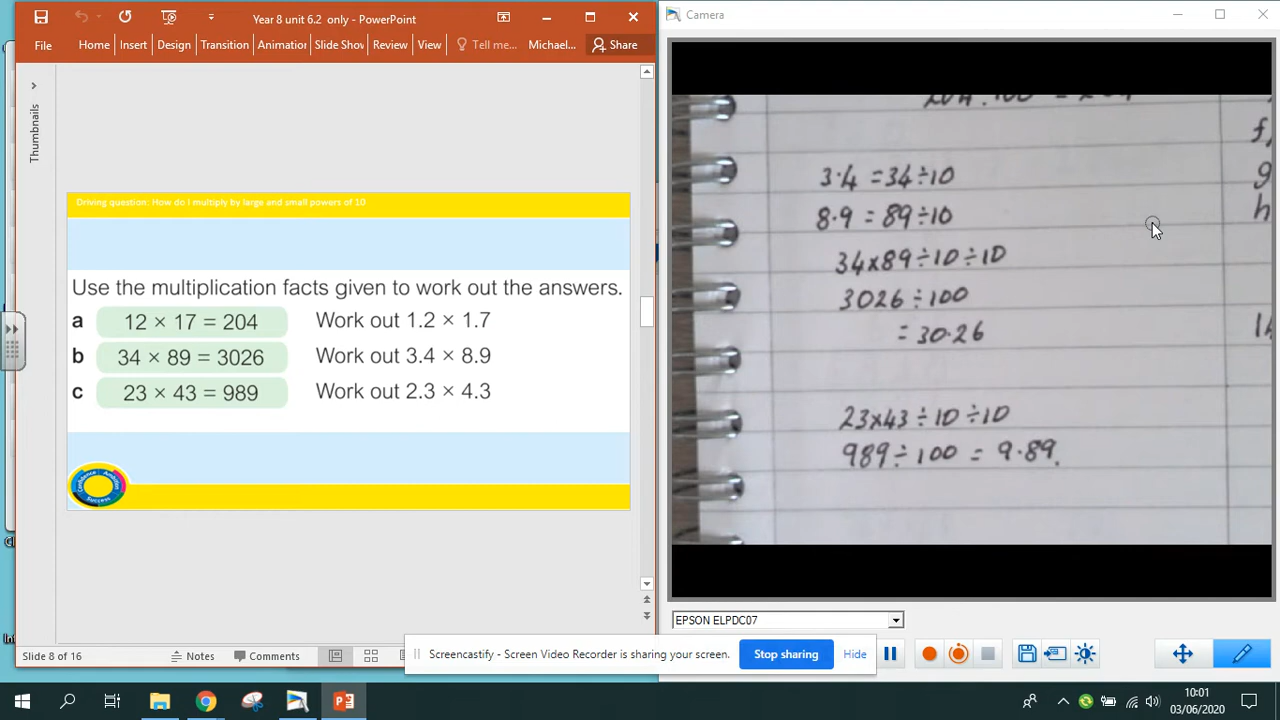 Year 8 unit 6.2 only - PowerPoint
File Home Insert Design Transition Animation Slide Show Review View Tell me... Michael... Share
Thumbnails
Driving question: How do I multiply by large and small powers of 10
Use the multiplication facts given to work out the answers.
a 12 × 17 = 204 Work out 1.2 × 1.7
b 34 × 89 = 3026 Work out 3.4 × 8.9
c 23 × 43 = 989 Work out 2.3 × 4.3
Confidence Ambition Success
Slide 8 of 16 Notes Comments
Camera
3·4 = 34÷10
8·9 = 89÷10
34×89÷10÷10
3026÷100
= 30·26
23×43÷10÷10
989÷100 = 9·89.
f)
g
h
EPSON ELPDC07
Screencastify - Screen Video Recorder is sharing your screen. Stop sharing Hide
10:01
03/06/2020